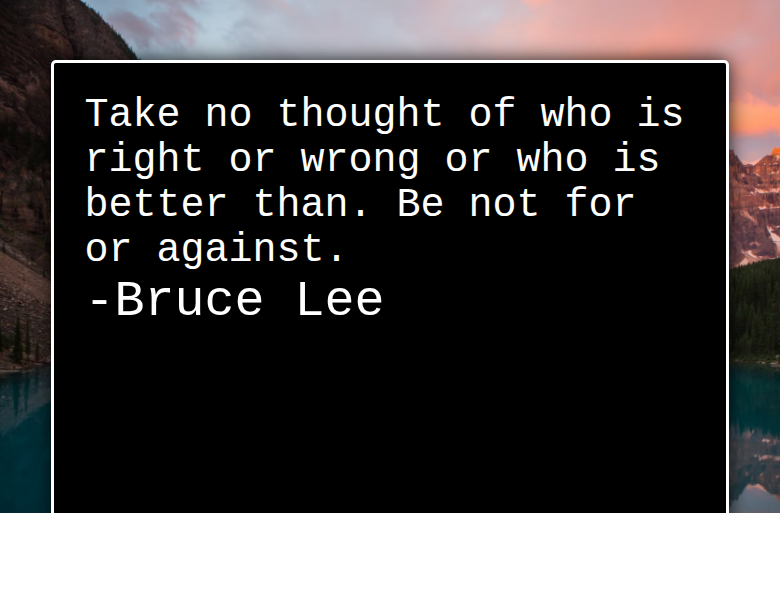 Take no thought of who is
right or wrong or who is
better than. Be not for
or against.
-Bruce Lee